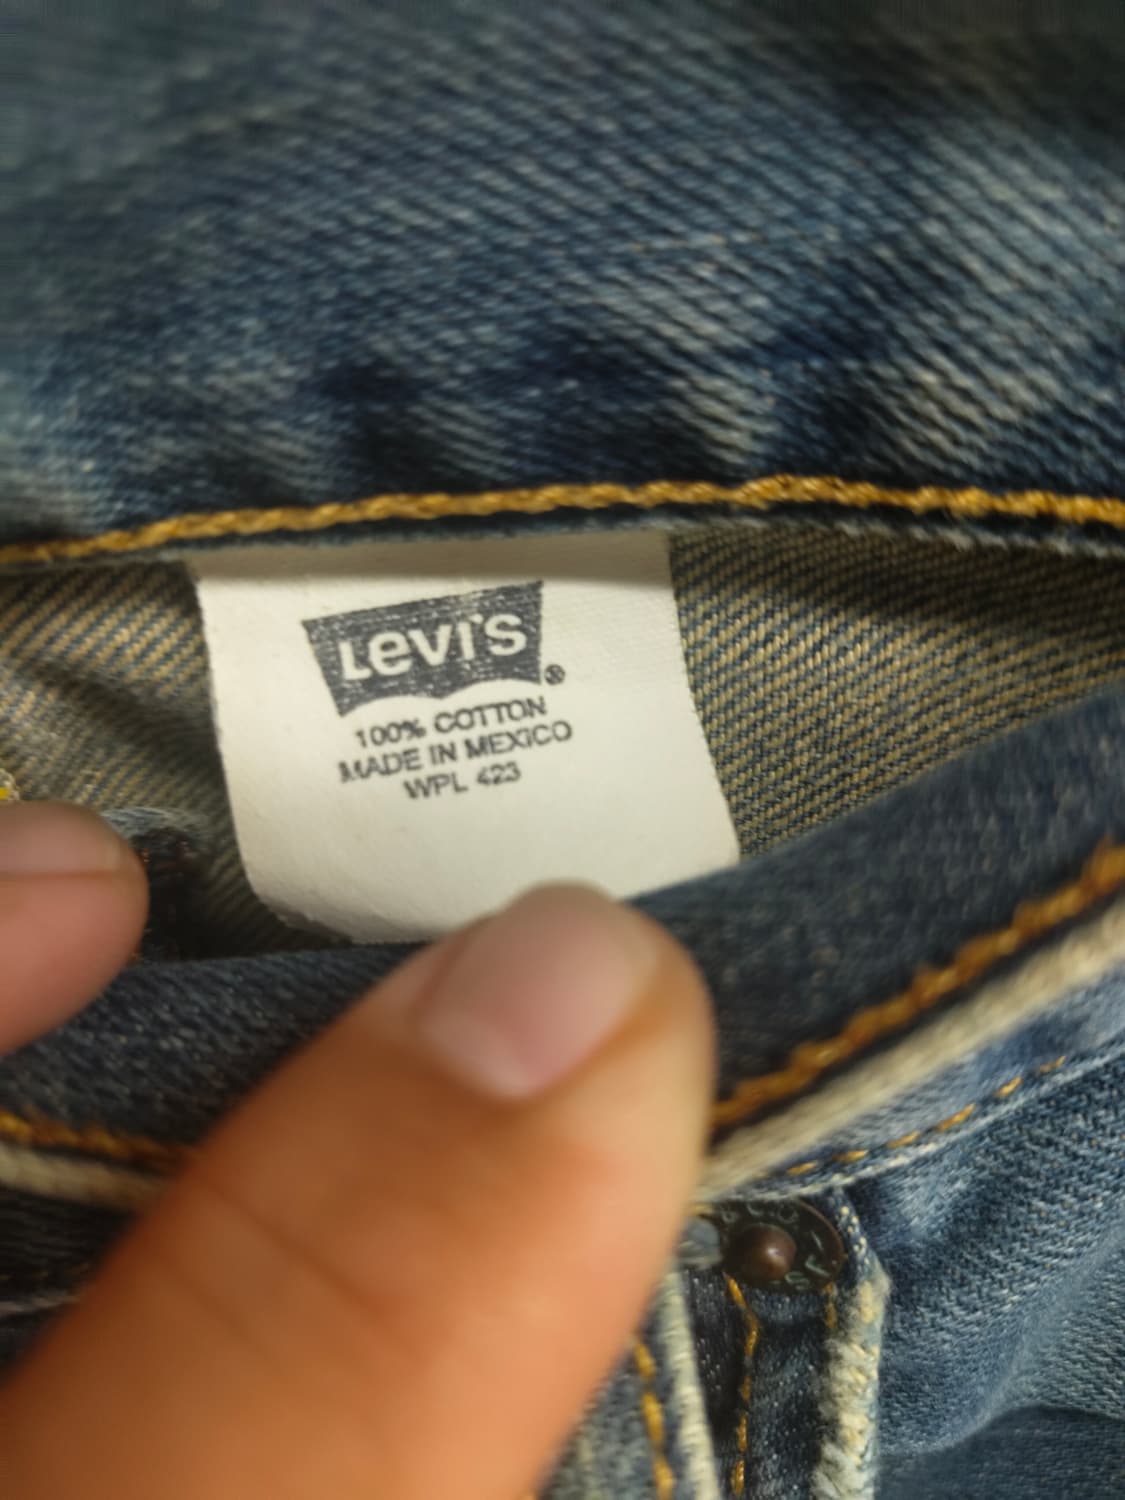 Levi's
®
100% COTTON
MADE IN MEXICO
WPL 423